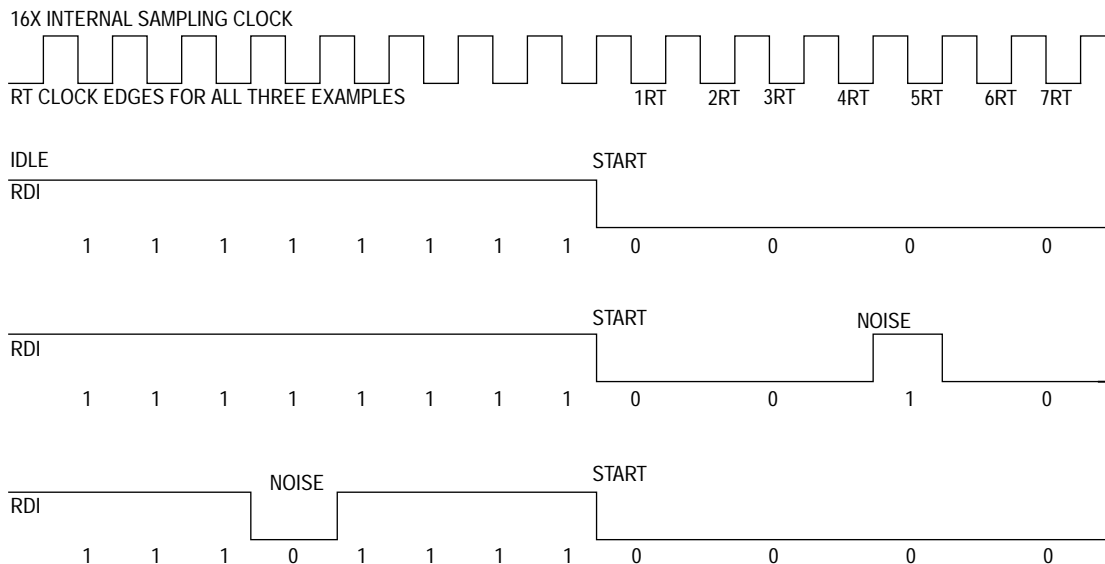 16X INTERNAL SAMPLING CLOCK
RT CLOCK EDGES FOR ALL THREE EXAMPLES 1RT 2RT 3RT 4RT 5RT 6RT 7RT
IDLE START
RDI
1 1 1 1 1 1 1 1 0 0 0 0
START NOISE
RDI
1 1 1 1 1 1 1 1 0 0 1 0
NOISE START
RDI
1 1 1 0 1 1 1 1 0 0 0 0